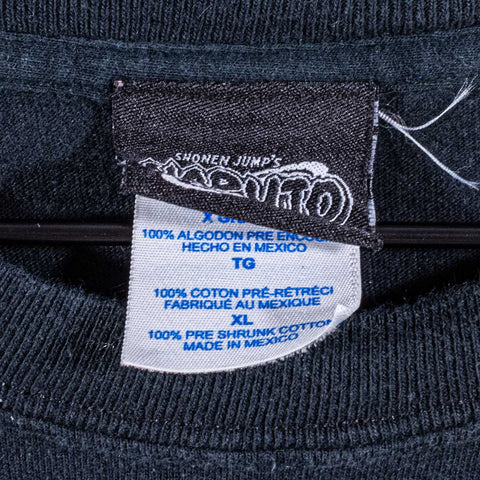 SHONEN JUMP'S
NARUTO
X
100% ALGODON PRE
HECHO EN MEXICO
TG
100% COTON PRÉ-RÉTRÉCI
FABRIQUÉ AU MEXIQUE
XL
100% PRE SHRUNK COTTON
MADE IN MEXICO